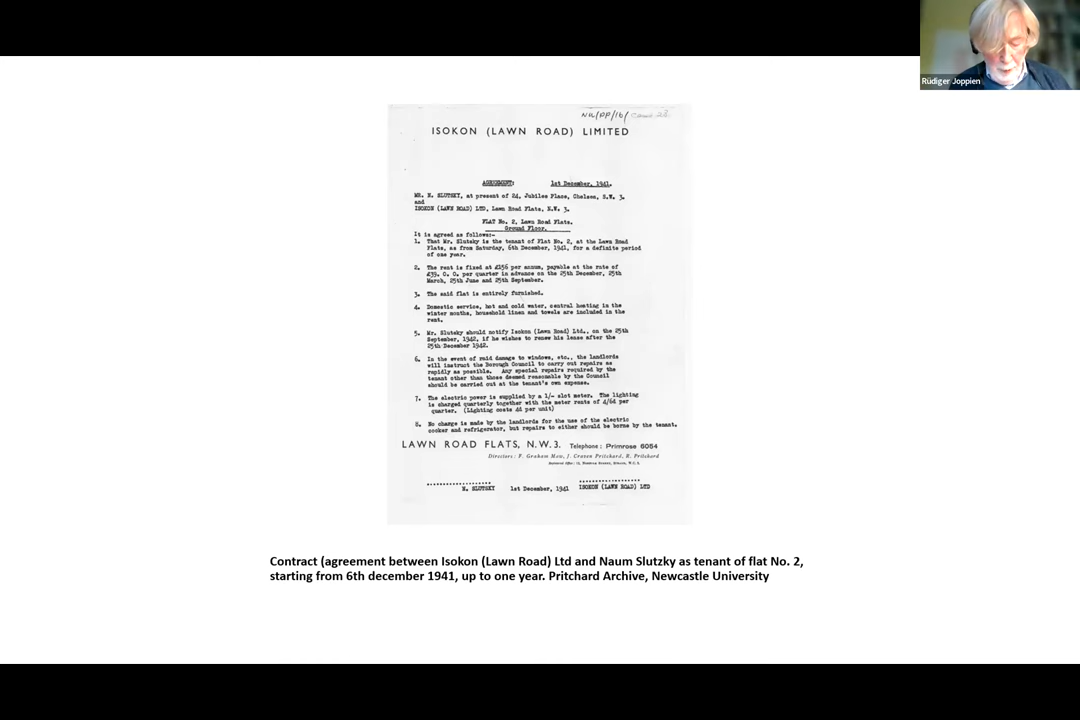 Rüdiger Joppien
NUL/PP/16/
ISOKON (LAWN ROAD) LIMITED
AGREEMENT: 1st December, 1941.
MR. N. SLUTSKY, at present of 24, Jubilee Place, Chelsea, S.W. 3.
and
ISOKON (LAWN ROAD) LTD, Lawn Road Flats, N.W. 3.
FLAT No. 2, Lawn Road Flats.
Ground Floor.
It is agreed as follows:-
1. That Mr. Slutsky is the tenant of Flat No. 2, at the Lawn Road
Flats, as from Saturday, 6th December, 1941, for a definite period
of one year.
2. The rent is fixed at £156 per annum, payable at the rate of
£39. 0. 0. per quarter in advance on the 25th December, 25th
March, 25th June and 25th September.
3. The said flat is entirely furnished.
4. Domestic service, hot and cold water, central heating in the
winter months, household linen and towels are included in the
rent.
5. Mr. Slutsky should notify Isokon (Lawn Road) Ltd., on the 25th
September, 1942, if he wishes to renew his lease after the
25th December 1942.
6. In the event of raid damage to windows, etc., the landlords
will instruct the Borough Council to carry out repairs as
rapidly as possible. Any special repairs required by the
tenant other than those deemed reasonable by the Council
should be carried out at the tenant's own expense.
7. The electric power is supplied by a 1/- slot meter. The lighting
is charged quarterly together with the meter rents of 4/6d per
quarter. (Lighting costs 4d per unit)
8. No charge is made by the landlords for the use of the electric
cooker and refrigerator, but repairs to either should be borne by the tenant.
LAWN ROAD FLATS, N.W.3. Telephone: Primrose 6054
Directors: F. Graham Maw, J. Craven Pritchard, R. Pritchard
N. SLUTSKY 1st December, 1941 ISOKON (LAWN ROAD) LTD
Contract (agreement between Isokon (Lawn Road) Ltd and Naum Slutzky as tenant of flat No. 2,
starting from 6th december 1941, up to one year. Pritchard Archive, Newcastle University